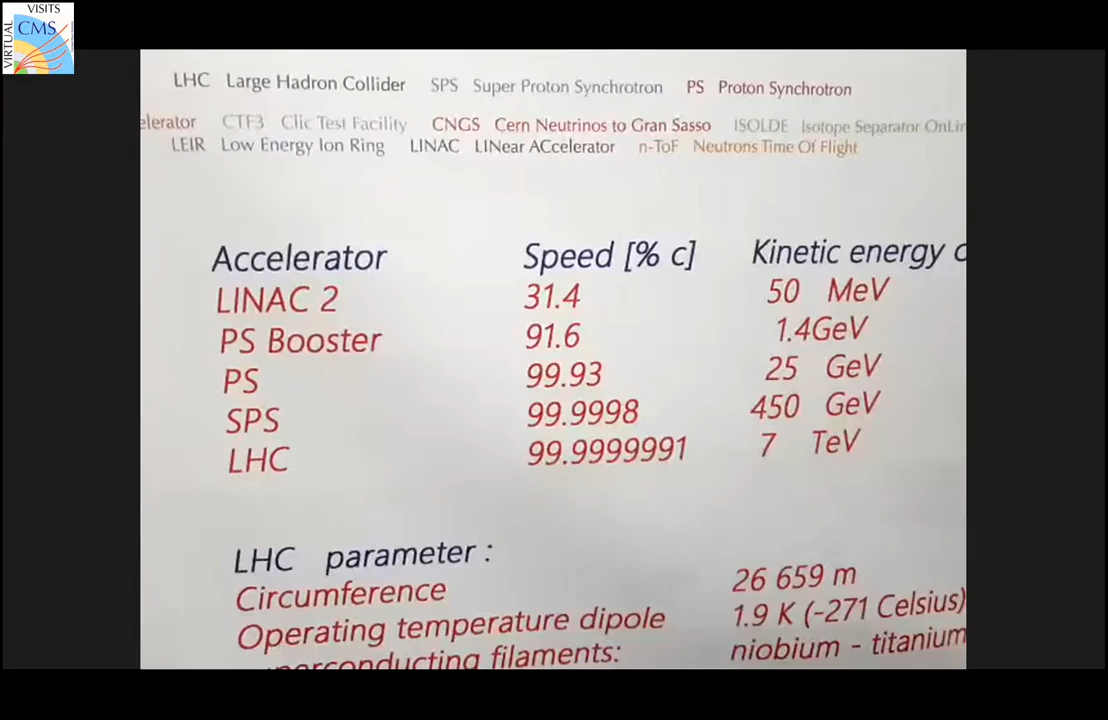 VISITS
CMS
VIRTUAL
LHC Large Hadron Collider SPS Super Proton Synchrotron PS Proton Synchrotron
elerator CTF3 Clic Test Facility CNGS Cern Neutrinos to Gran Sasso ISOLDE Isotope Separator OnLin
LEIR Low Energy Ion Ring LINAC LINear ACcelerator n-ToF Neutrons Time Of Flight
Accelerator Speed [% c] Kinetic energy
LINAC 2 31.4 50 MeV
PS Booster 91.6 1.4GeV
PS 99.93 25 GeV
SPS 99.9998 450 GeV
LHC 99.9999991 7 TeV
LHC parameter :
Circumference 26 659 m
Operating temperature dipole 1.9 K (-271 Celsius)
filaments: niobium - titanium